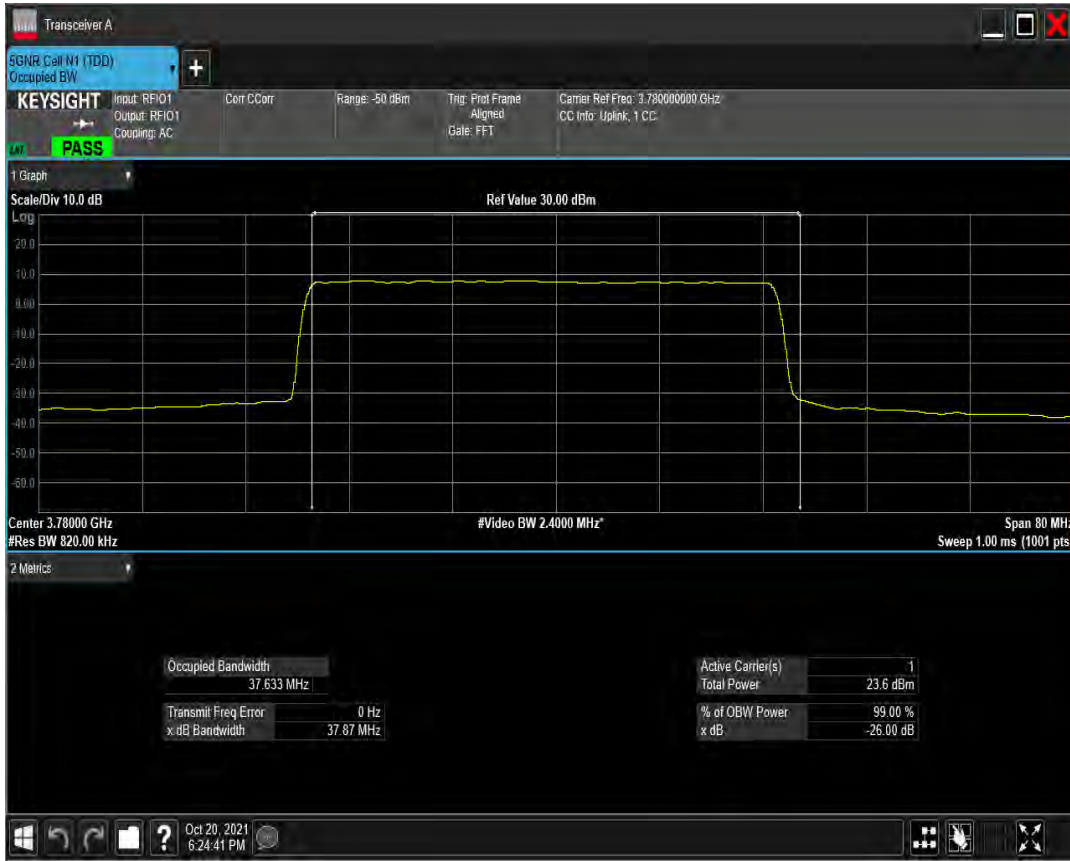 Transceiver A
5GNR Cell N1 (TDD)
Occupied BW
+
KEYSIGHT
Input: RFIO1
Output: RFIO1
Coupling: AC
Corr CCorr
Range: -50 dBm
Trig: Prot Frame
Aligned
Gate: FFT
Carrier Ref Freq: 3.780000000 GHz
CC Info: Uplink, 1 CC
PASS
1 Graph
Scale/Div 10.0 dB
Ref Value 30.00 dBm
Log
20.0
10.0
0.00
-10.0
-20.0
-30.0
-40.0
-50.0
-60.0
Center 3.78000 GHz
#Video BW 2.4000 MHz*
Span 80 MHz
#Res BW 820.00 kHz
Sweep 1.00 ms (1001 pts
2 Metrics
Occupied Bandwidth
37.633 MHz
Transmit Freq Error 0 Hz
x dB Bandwidth 37.87 MHz
Active Carrier(s) 1
Total Power 23.6 dBm
% of OBW Power 99.00 %
x dB -26.00 dB
?
Oct 20, 2021
6:24:41 PM